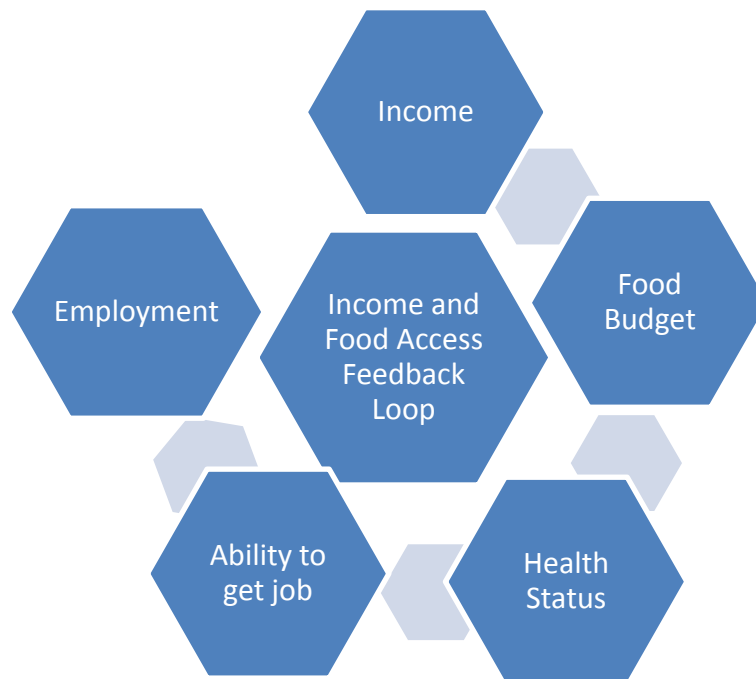 Income
Food
Budget
Employment
Income and
Food Access
Feedback
Loop
Ability to
get job
Health
Status